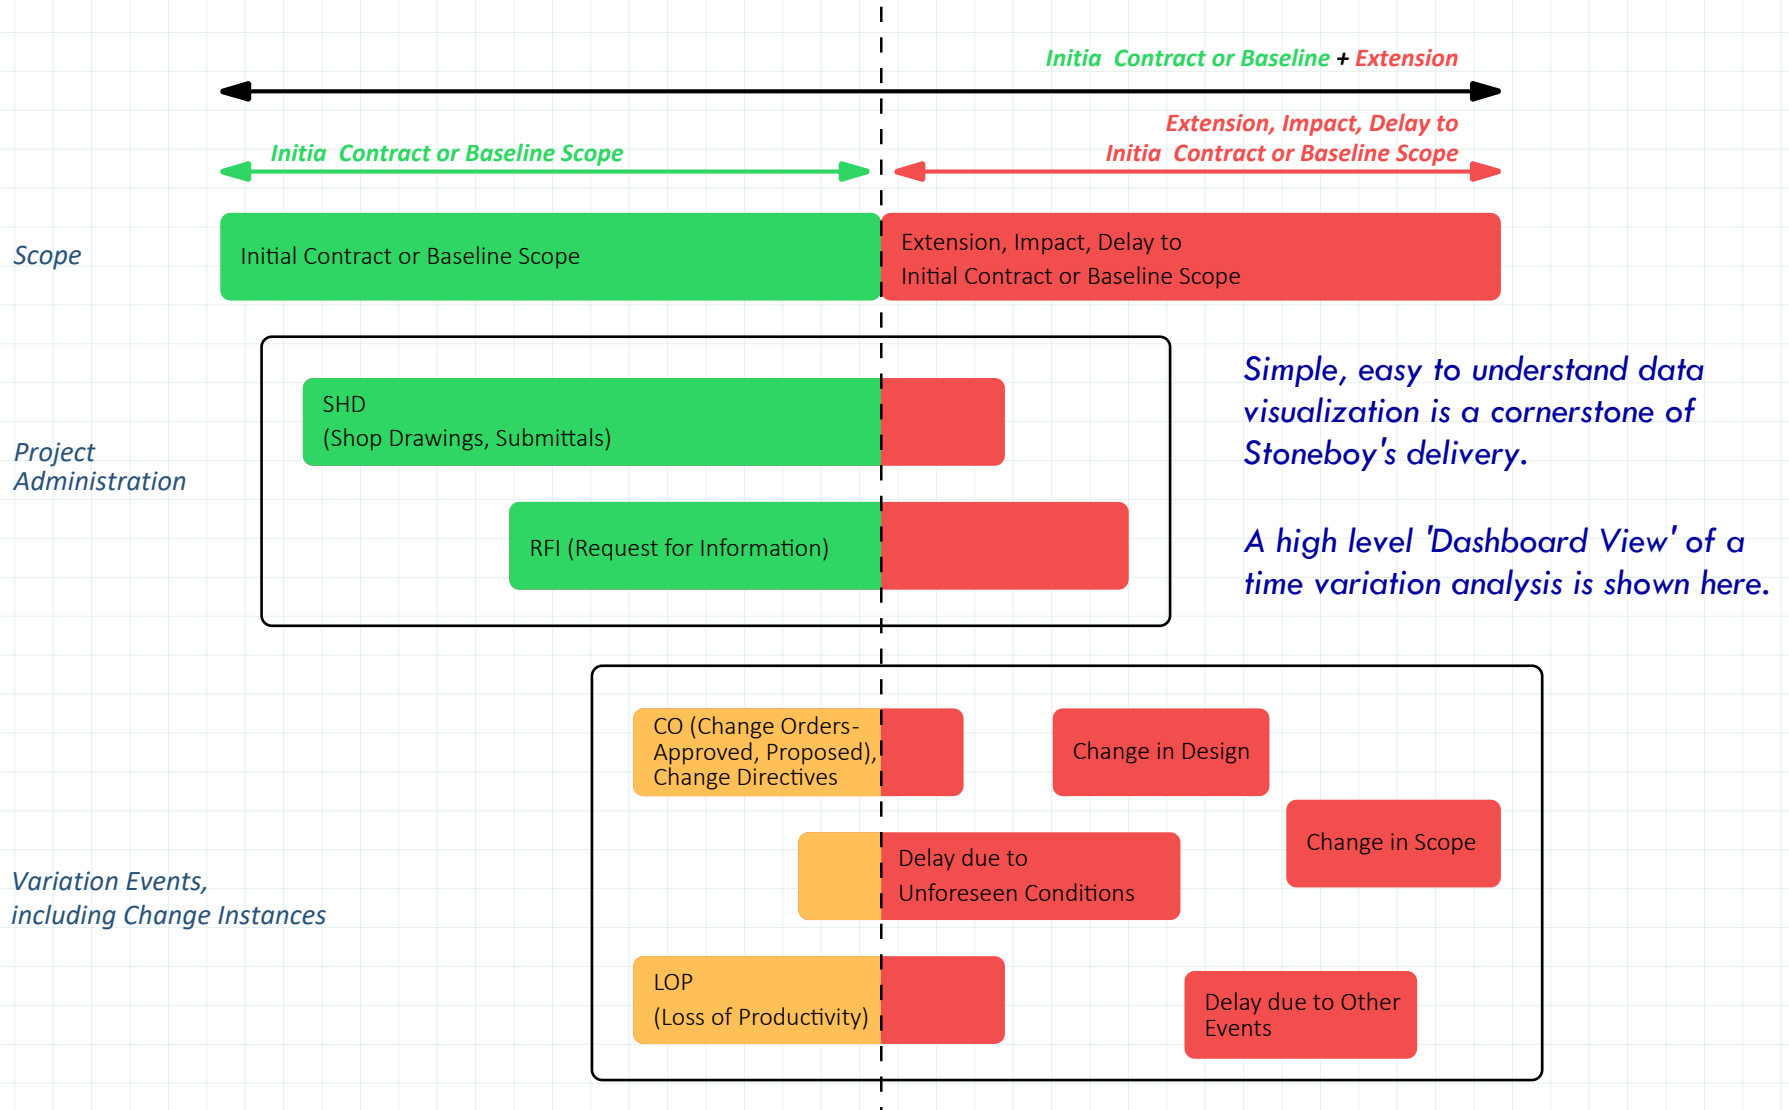 Initia  Contract or Baseline + Extension
Extension, Impact, Delay to
Initia  Contract or Baseline Scope
Initia  Contract or Baseline Scope
Scope
Initial Contract or Baseline Scope
Extension, Impact, Delay to
Initial Contract or Baseline Scope
Project
Administration
SHD
(Shop Drawings, Submittals)
RFI (Request for Information)
Simple, easy to understand data
visualization is a cornerstone of
Stoneboy's delivery.
A high level 'Dashboard View' of a
time variation analysis is shown here.
Variation Events,
including Change Instances
CO (Change Orders-
Approved, Proposed),
Change Directives
Change in Design
Change in Scope
Delay due to
Unforeseen Conditions
LOP
(Loss of Productivity)
Delay due to Other
Events